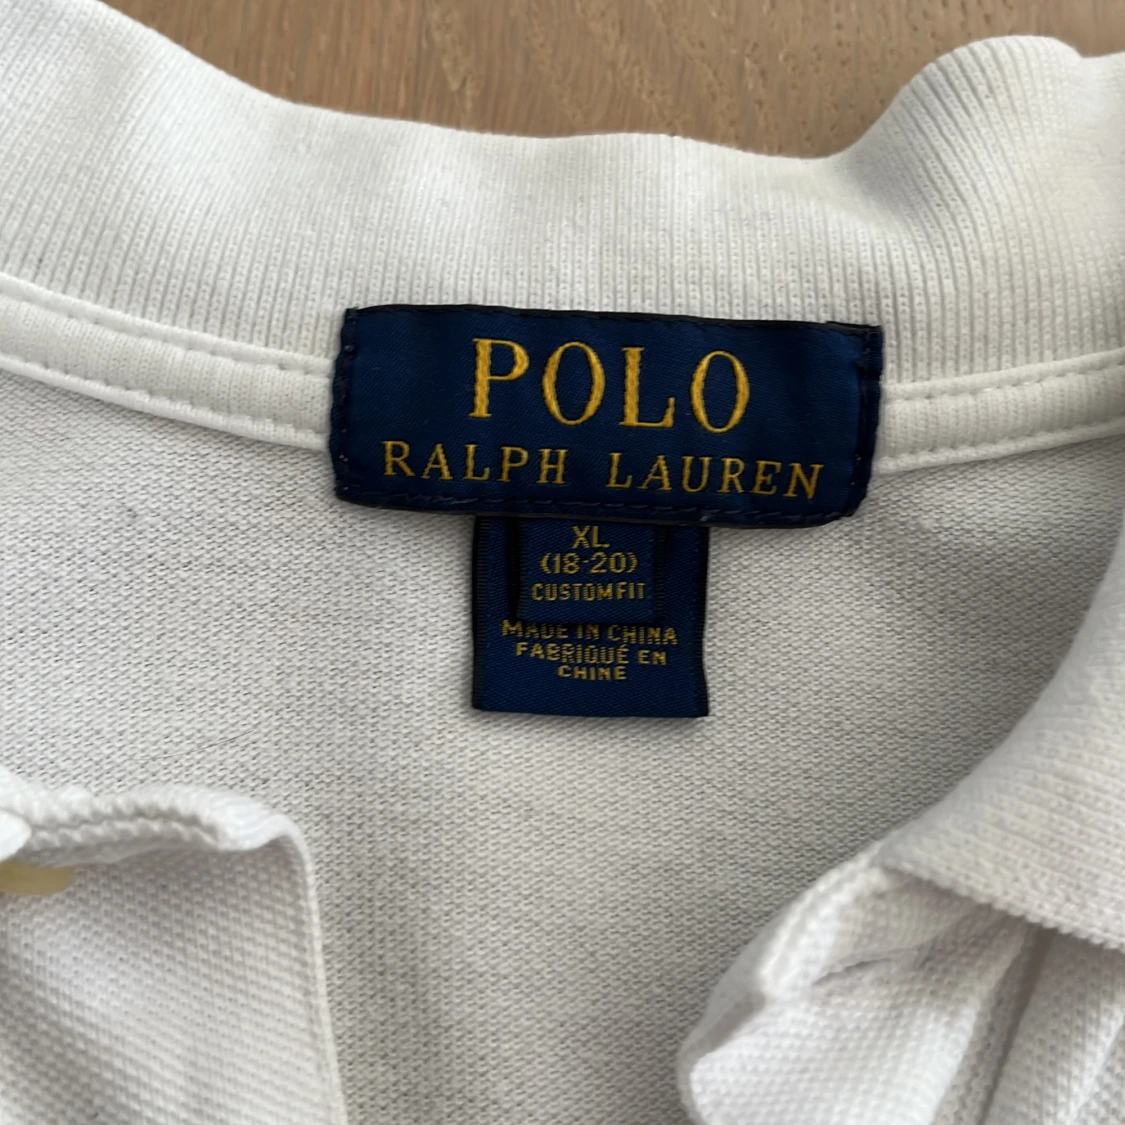 POLO
RALPH LAUREN
XL
(18-20)
CUSTOM FIT
MADE IN CHINA
FABRIQUÉ EN
CHINE